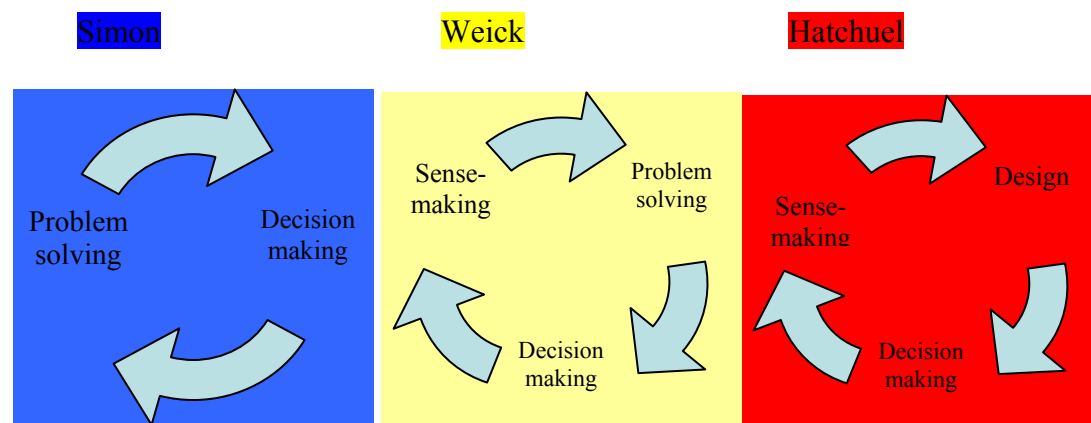 Simon
Weick
Hatchuel
Problem
solving
Decision
making
Sense-
making
Problem
solving
Decision
making
Sense-
making
Design
Decision
making